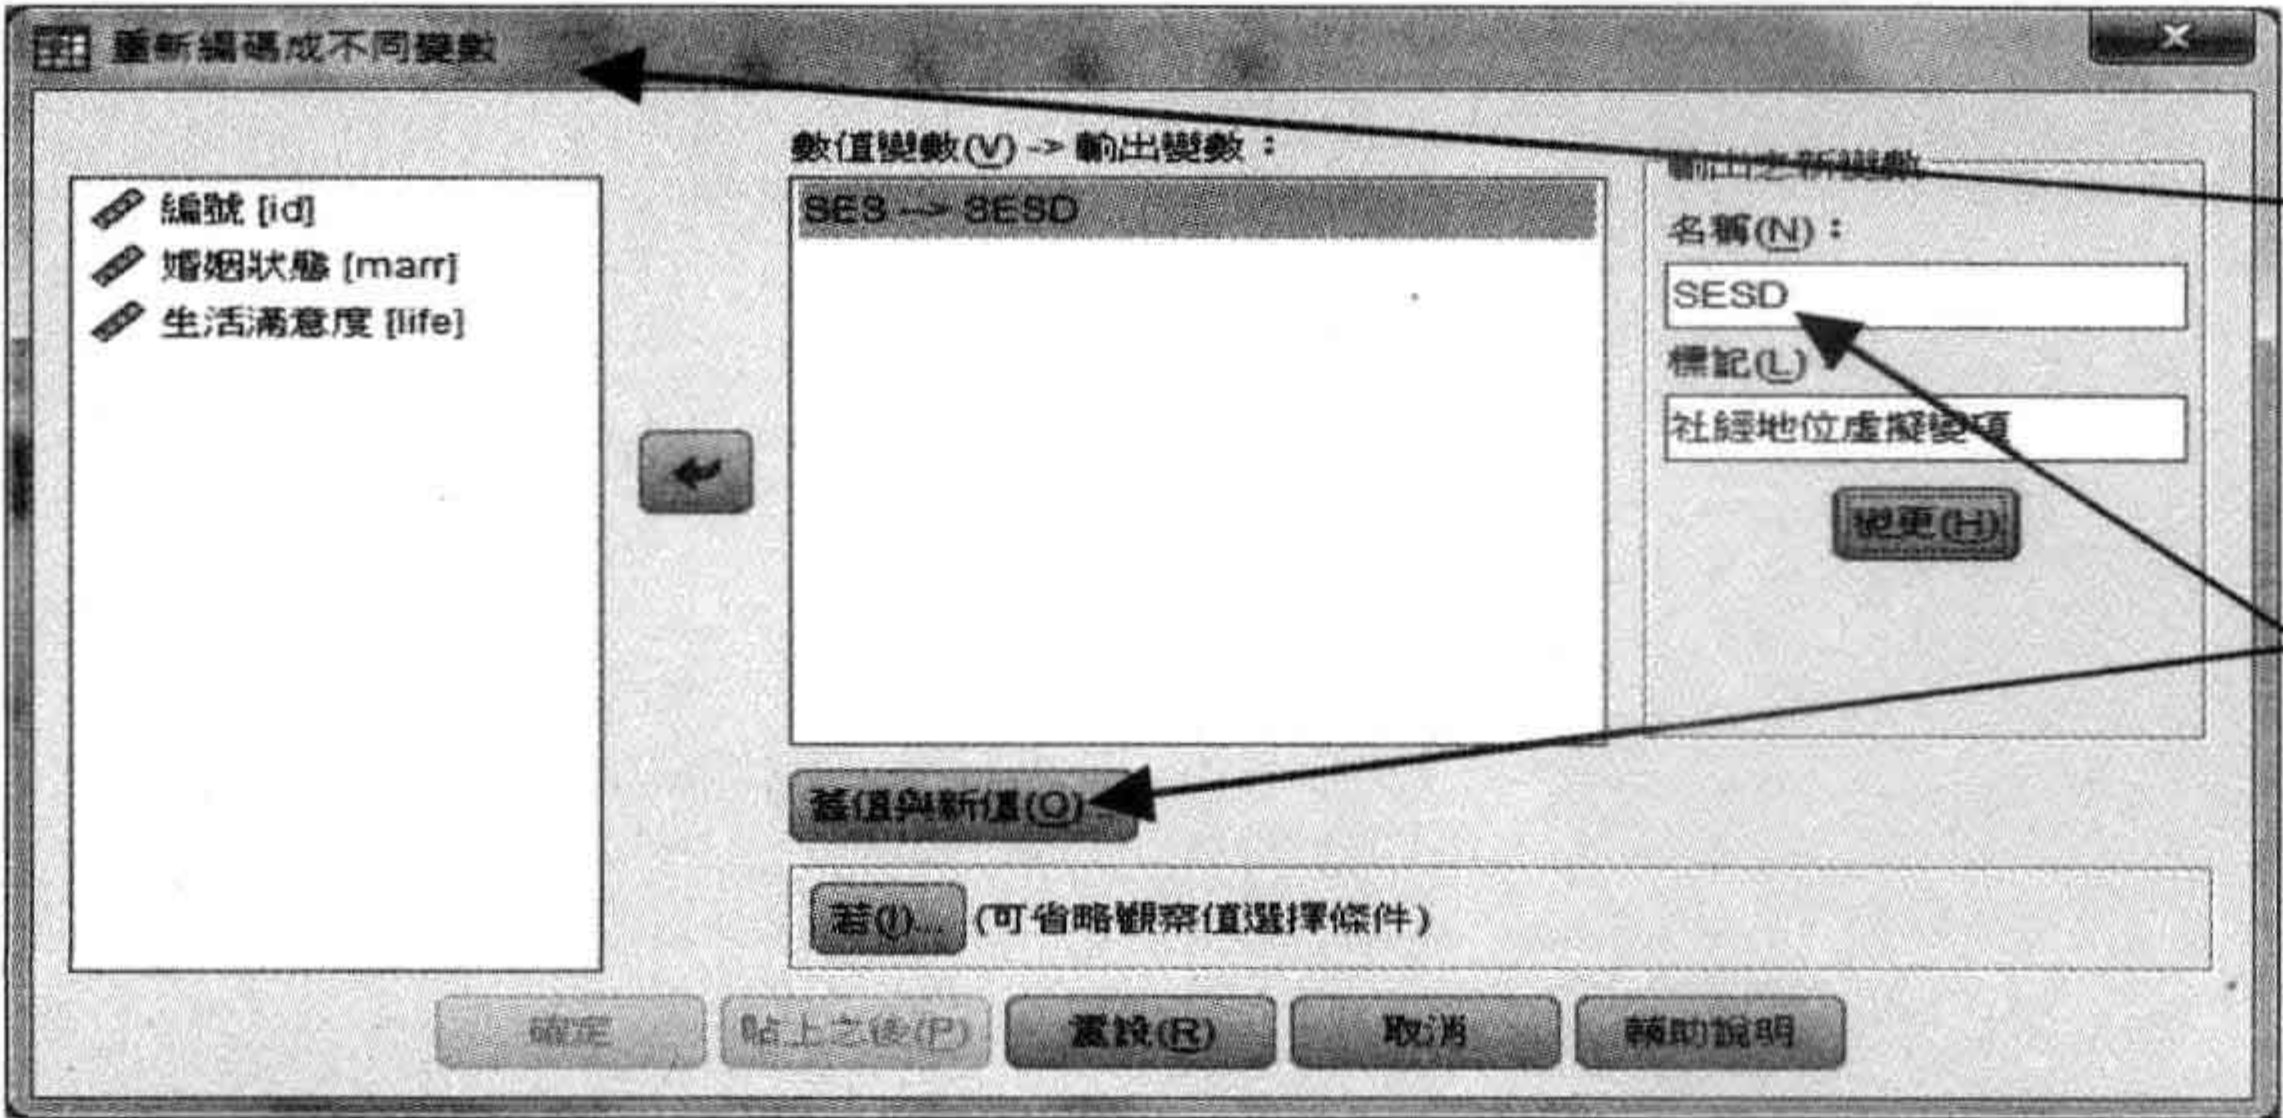 重新編碼成不同變數
編號 [id]
婚姻狀態 [marr]
生活滿意度 [life]
數值變數(V) -> 輸出變數：
SES --> SESD
輸出之新變數
名稱(N)：
SESD
標記(L)
社經地位虛擬變項
變更(H)
舊值與新值(O)
若(I)... (可省略觀察值選擇條件)
確定
貼上之後(P)
重設(R)
取消
輔助說明